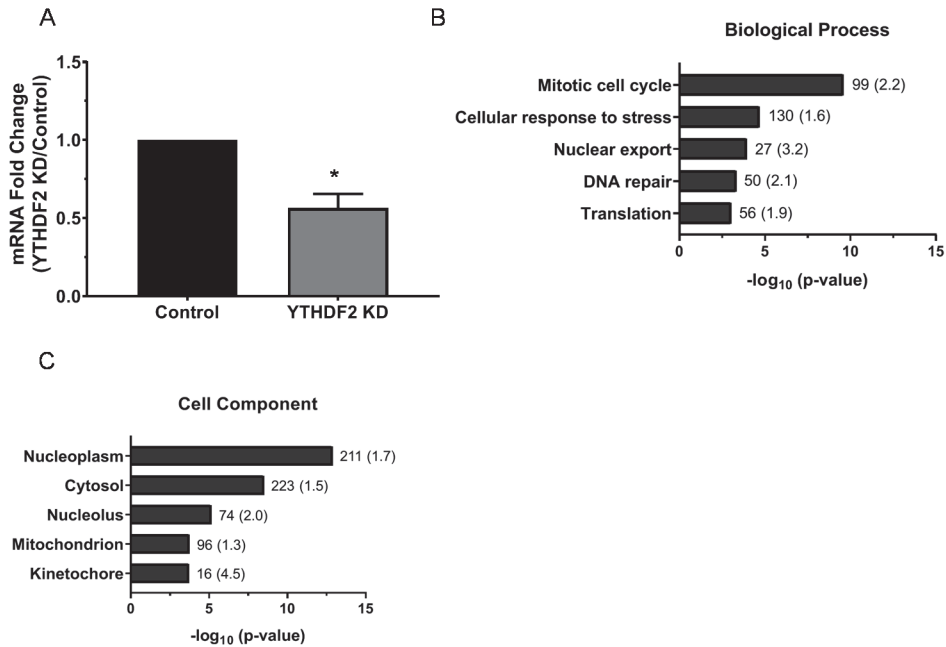 A
mRNA Fold Change
(YTHDF2 KD/Control)
1.5
1.0
0.5
0.0
*
Control
YTHDF2 KD
B
Biological Process
Mitotic cell cycle
99 (2.2)
Cellular response to stress
130 (1.6)
Nuclear export
27 (3.2)
DNA repair
50 (2.1)
Translation
56 (1.9)
0
5
10
15
-log10 (p-value)
C
Cell Component
Nucleoplasm
211 (1.7)
Cytosol
223 (1.5)
Nucleolus
74 (2.0)
Mitochondrion
96 (1.3)
Kinetochore
16 (4.5)
0
5
10
15
-log10 (p-value)